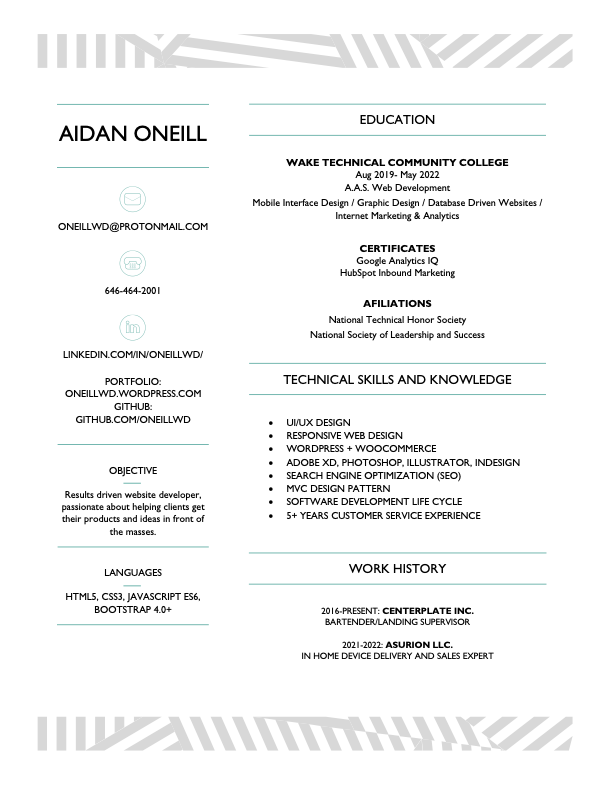 AIDAN ONEILL
ONEILLWD@PROTONMAIL.COM
646-464-2001
LINKEDIN.COM/IN/ONEILLWD/
PORTFOLIO:
ONEILLWD.WORDPRESS.COM
GITHUB:
GITHUB.COM/ONEILLWD
OBJECTIVE
Results driven website developer,
passionate about helping clients get
their products and ideas in front of
the masses.
LANGUAGES
HTML5, CSS3, JAVASCRIPT ES6,
BOOTSTRAP 4.0+
EDUCATION
WAKE TECHNICAL COMMUNITY COLLEGE
Aug 2019- May 2022
A.A.S. Web Development
Mobile Interface Design / Graphic Design / Database Driven Websites /
Internet Marketing & Analytics
CERTIFICATES
Google Analytics IQ
HubSpot Inbound Marketing
AFILIATIONS
National Technical Honor Society
National Society of Leadership and Success
TECHNICAL SKILLS AND KNOWLEDGE
• UI/UX DESIGN
• RESPONSIVE WEB DESIGN
• WORDPRESS + WOOCOMMERCE
• ADOBE XD, PHOTOSHOP, ILLUSTRATOR, INDESIGN
• SEARCH ENGINE OPTIMIZATION (SEO)
• MVC DESIGN PATTERN
• SOFTWARE DEVELOPMENT LIFE CYCLE
• 5+ YEARS CUSTOMER SERVICE EXPERIENCE
WORK HISTORY
2016-PRESENT: CENTERPLATE INC.
BARTENDER/LANDING SUPERVISOR
2021-2022: ASURION LLC.
IN HOME DEVICE DELIVERY AND SALES EXPERT